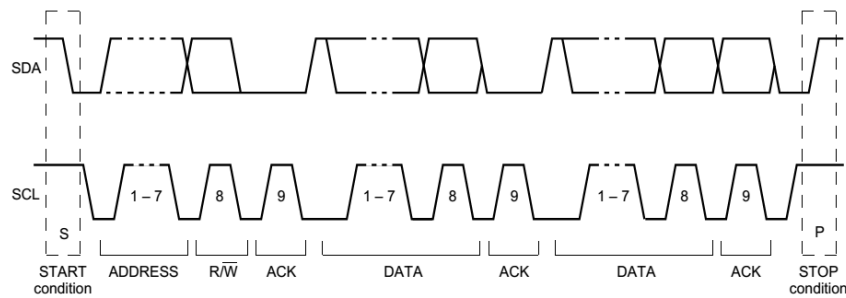 SDA
SCL
1 – 7
8
9
1 – 7
8
9
1 – 7
8
9
S
P
START
condition
ADDRESS
R/W̅
ACK
DATA
ACK
DATA
ACK
STOP
condition